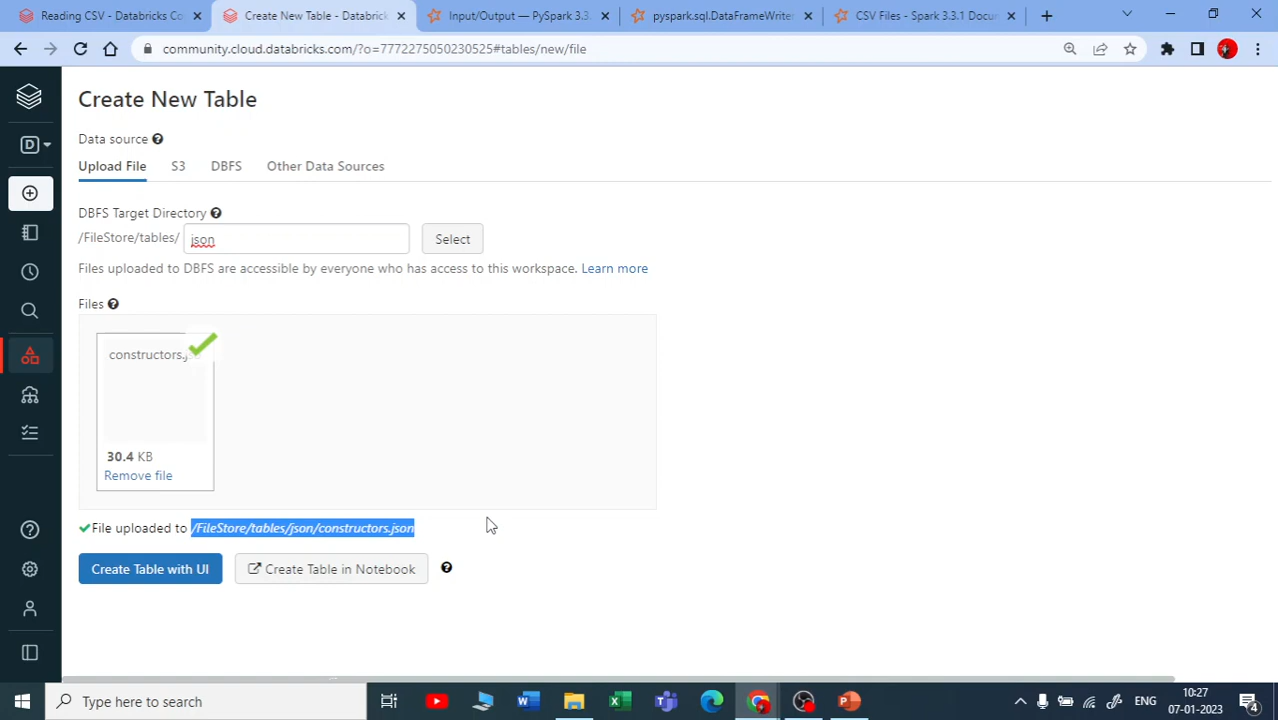 Reading CSV - Databricks Co
Create New Table - Databricks
Input/Output — PySpark 3.3.
pyspark.sql.DataFrameWriter
CSV Files - Spark 3.3.1 Docu
community.cloud.databricks.com/?o=7772275050230525#tables/new/file
D
Create New Table
Data source
Upload File S3 DBFS Other Data Sources
DBFS Target Directory
/FileStore/tables/ json Select
Files uploaded to DBFS are accessible by everyone who has access to this workspace. Learn more
Files
constructors.js
30.4 KB
Remove file
File uploaded to /FileStore/tables/json/constructors.json
Create Table with UI Create Table in Notebook
Type here to search
ENG
10:27
07-01-2023
4